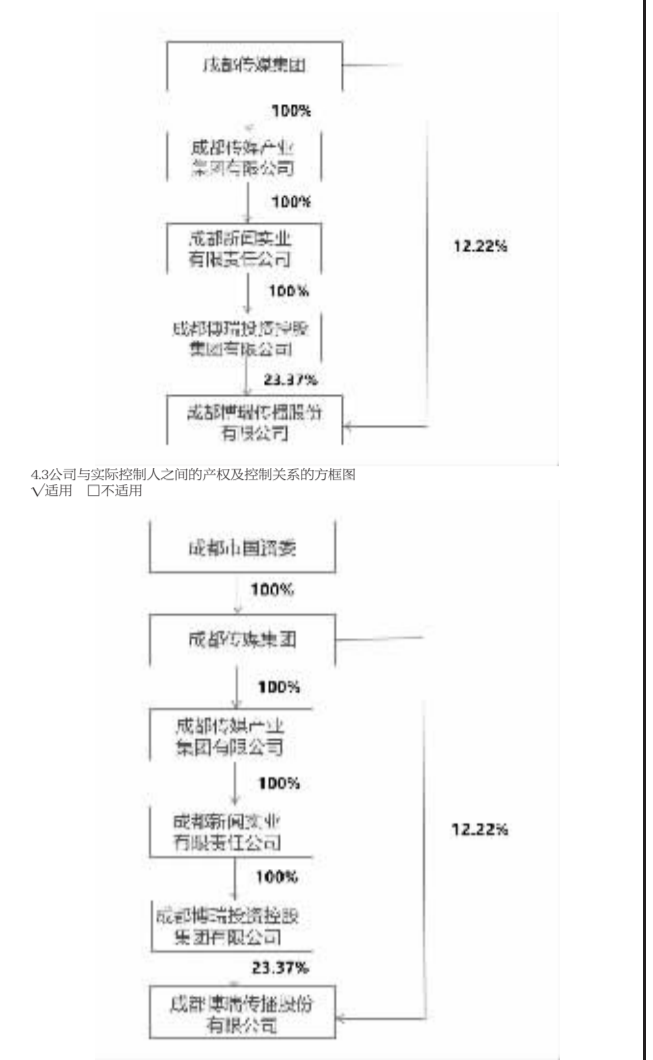 成都传媒集团
100%
成都传媒产业
集团有限公司
100%
成都新闻实业
有限责任公司
100%
12.22%
成都博瑞投资控股
集团有限公司
23.37%
成都博瑞传播股份
有限公司
4.3公司与实际控制人之间的产权及控制关系的方框图
√适用 □不适用
成都市国资委
100%
成都传媒集团
100%
成都传媒产业
集团有限公司
100%
成都新闻实业
有限责任公司
12.22%
100%
成都博瑞投资控股
集团有限公司
23.37%
成都博瑞传播股份
有限公司